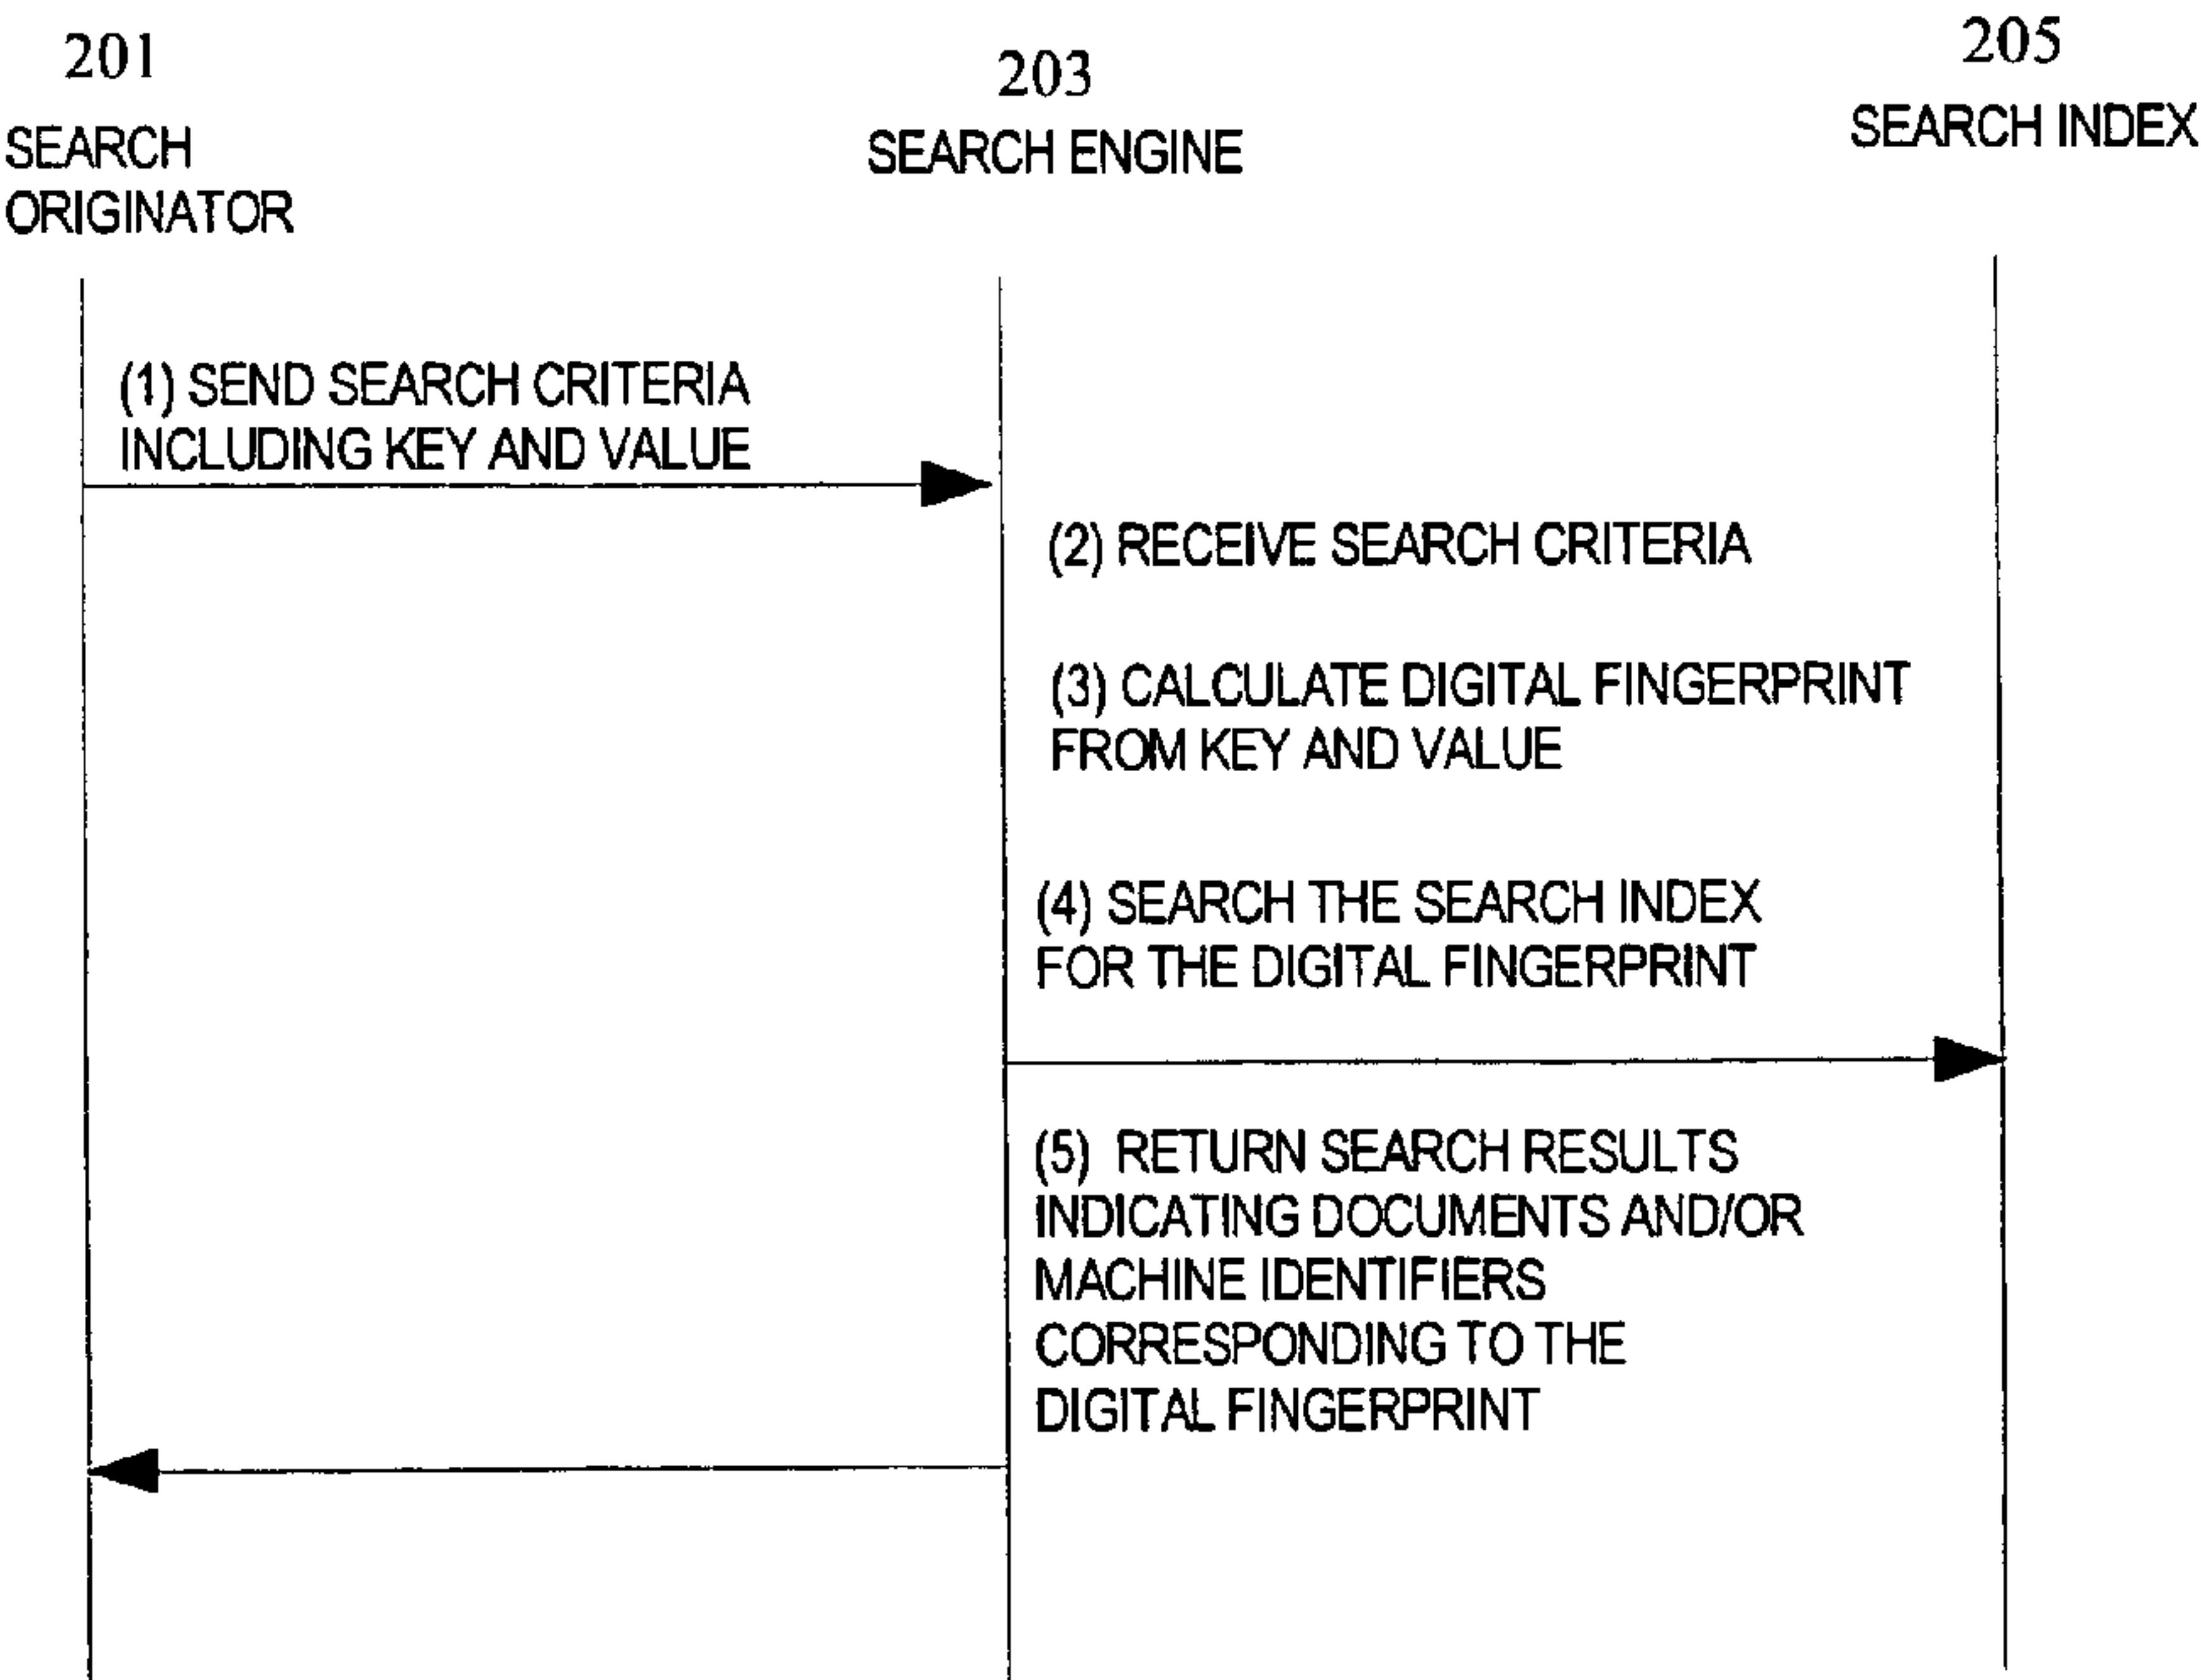 201
SEARCH
ORIGINATOR
203
SEARCH ENGINE
205
SEARCH INDEX
(1) SEND SEARCH CRITERIA
INCLUDING KEY AND VALUE
(2) RECEIVE SEARCH CRITERIA
(3) CALCULATE DIGITAL FINGERPRINT
FROM KEY AND VALUE
(4) SEARCH THE SEARCH INDEX
FOR THE DIGITAL FINGERPRINT
(5) RETURN SEARCH RESULTS
INDICATING DOCUMENTS AND/OR
MACHINE IDENTIFIERS
CORRESPONDING TO THE
DIGITAL FINGERPRINT